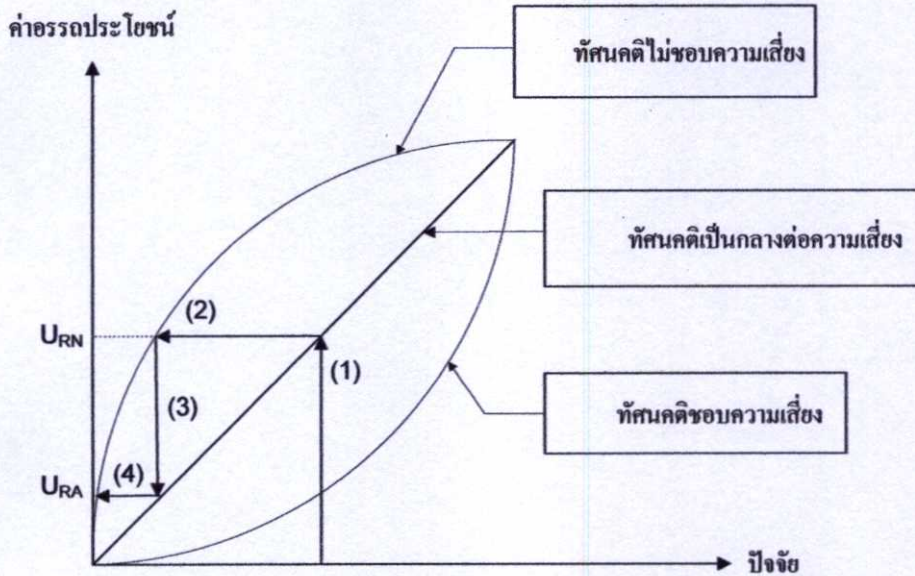 ค่าอรรถประโยชน์
ทัศนคติไม่ชอบความเสี่ยง
ทัศนคติเป็นกลางต่อความเสี่ยง
U_RN
(2)
(1)
(3)
ทัศนคติชอบความเสี่ยง
U_RA
(4)
ปัจจัย